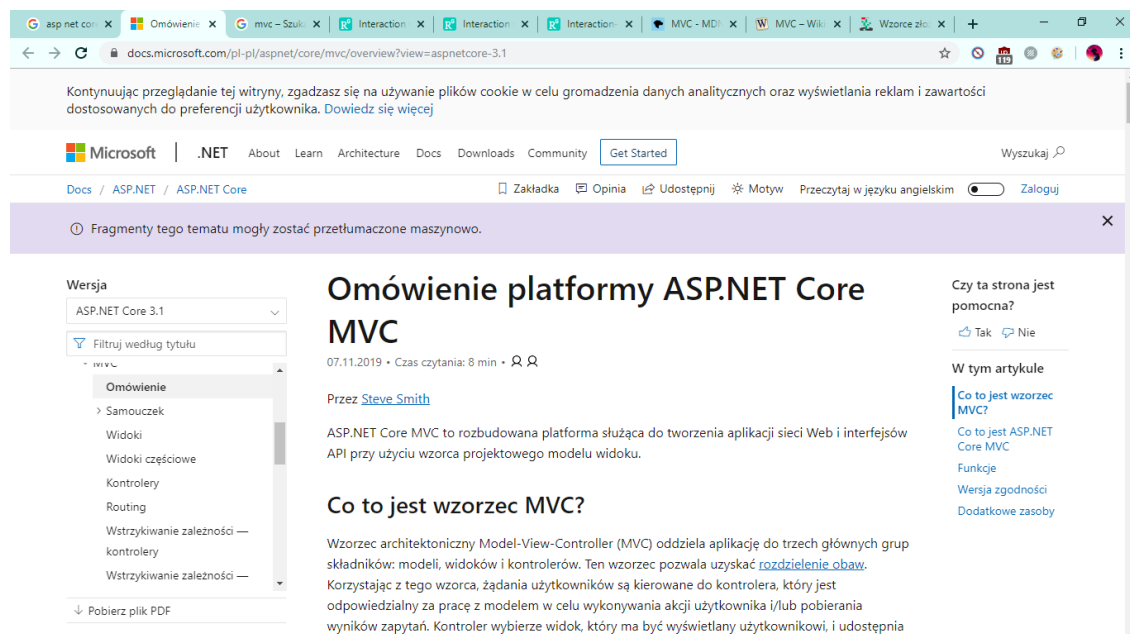 asp net core
Omówienie
mvc – Szuk
Interaction
Interaction
Interaction-
MVC - MDN
MVC – Wiki
Wzorce zło
docs.microsoft.com/pl-pl/aspnet/core/mvc/overview?view=aspnetcore-3.1
119
Kontynuując przeglądanie tej witryny, zgadzasz się na używanie plików cookie w celu gromadzenia danych analitycznych oraz wyświetlania reklam i zawartości
dostosowanych do preferencji użytkownika. Dowiedz się więcej
Microsoft .NET About Learn Architecture Docs Downloads Community Get Started Wyszukaj
Docs / ASP.NET / ASP.NET Core Zakładka Opinia Udostępnij Motyw Przeczytaj w języku angielskim Zaloguj
Fragmenty tego tematu mogły zostać przetłumaczone maszynowo.
Wersja
ASP.NET Core 3.1
Filtruj według tytułu
MVC
Omówienie
Samouczek
Widoki
Widoki częściowe
Kontrolery
Routing
Wstrzykiwanie zależności —
kontrolery
Wstrzykiwanie zależności —
Pobierz plik PDF
Omówienie platformy ASP.NET Core
MVC
07.11.2019 • Czas czytania: 8 min •
Przez Steve Smith
ASP.NET Core MVC to rozbudowana platforma służąca do tworzenia aplikacji sieci Web i interfejsów
API przy użyciu wzorca projektowego modelu widoku.
Co to jest wzorzec MVC?
Wzorzec architektoniczny Model-View-Controller (MVC) oddziela aplikację do trzech głównych grup
składników: modeli, widoków i kontrolerów. Ten wzorzec pozwala uzyskać rozdzielenie obaw.
Korzystając z tego wzorca, żądania użytkowników są kierowane do kontrolera, który jest
odpowiedzialny za pracę z modelem w celu wykonywania akcji użytkownika i/lub pobierania
wyników zapytań. Kontroler wybierze widok, który ma być wyświetlany użytkownikowi, i udostępnia
Czy ta strona jest
pomocna?
Tak Nie
W tym artykule
Co to jest wzorzec
MVC?
Co to jest ASP.NET
Core MVC
Funkcje
Wersja zgodności
Dodatkowe zasoby